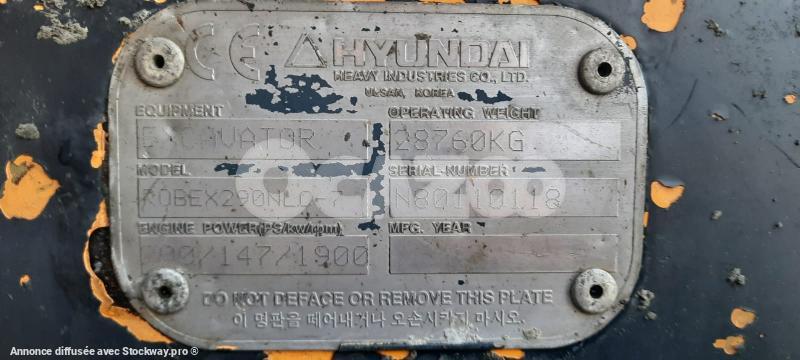 CE HYUNDAI
HEAVY INDUSTRIES CO., LTD.
ULSAN, KOREA
EQUIPMENT OPERATING WEIGHT
28760KG
MODEL SERIAL-NUMBER
ROBEX290NLC-7 N80110118
ENGINE POWER(PS/kw/rpm) MFG. YEAR
200/147/1900
DO NOT DEFACE OR REMOVE THIS PLATE
이 명판을 떼어내거나 오손시키지 마시오.
Annonce diffusée avec Stockway.pro ®